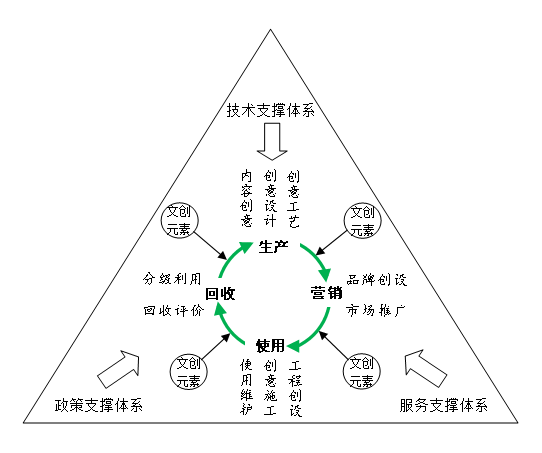 技术支撑体系
内容创意
创意设计
创意工艺
文创
元素
文创
元素
生产
分级利用
品牌创设
回收
营销
回收评价
市场推广
使用
文创
元素
文创
元素
使用维护
创意施工
工程创设
政策支撑体系
服务支撑体系